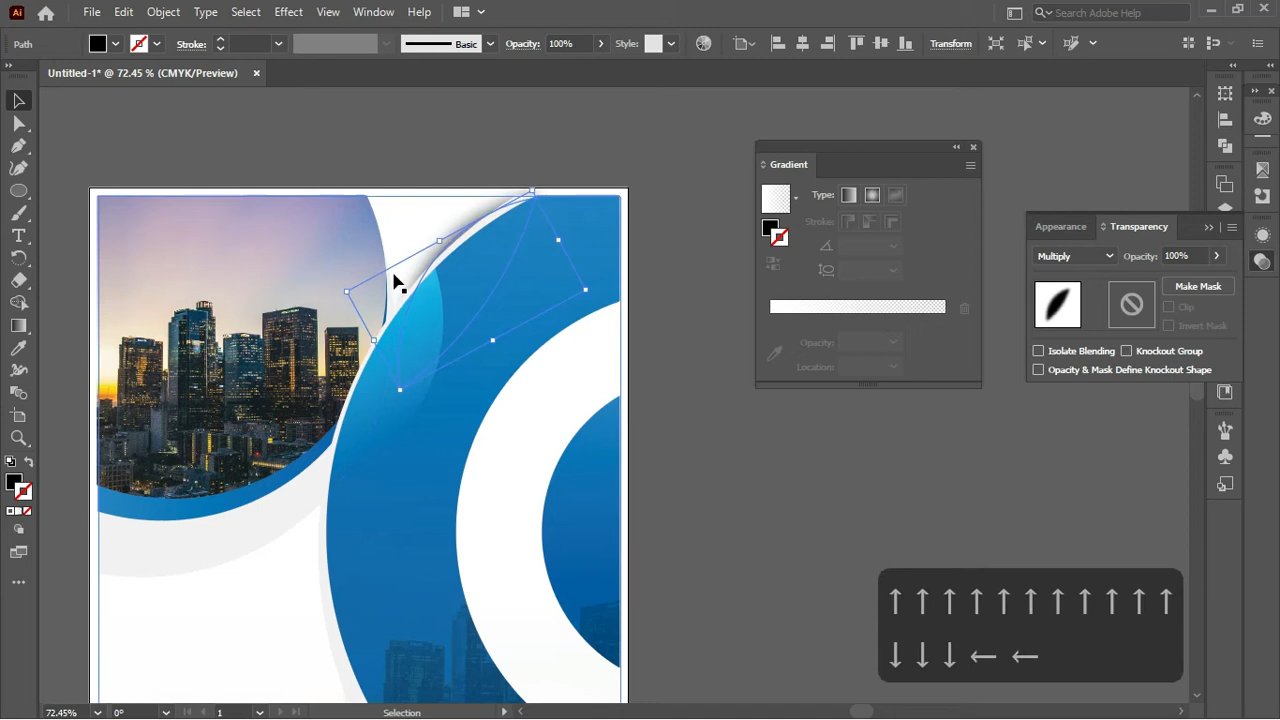 Ai
File Edit Object Type Select Effect View Window Help
Search Adobe Help
Path
Stroke:
Basic
Opacity: 100%
Style:
Transform
Untitled-1* @ 72.45 % (CMYK/Preview) ×
Gradient
Type:
Stroke:
Opacity:
Location:
Appearance
Transparency
Multiply
Opacity: 100%
Make Mask
Clip
Invert Mask
Isolate Blending
Knockout Group
Opacity & Mask Define Knockout Shape
T
↑ ↑ ↑ ↑ ↑ ↑ ↑ ↑ ↑ ↑ ↑
↓ ↓ ↓ ← ←
72.45%
0°
1
Selection